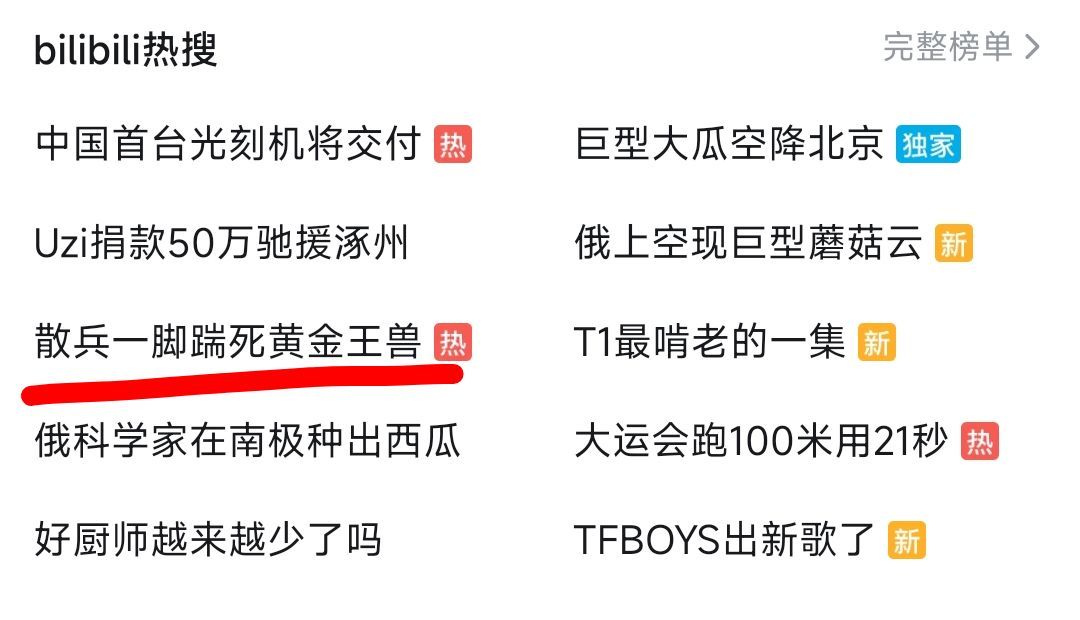 bilibili热搜
完整榜单
中国首台光刻机将交付 热
巨型大瓜空降北京 独家
Uzi捐款50万驰援涿州
俄上空现巨型蘑菇云 新
散兵一脚踹死黄金王兽 热
T1最啃老的一集 新
俄科学家在南极种出西瓜
大运会跑100米用21秒 热
好厨师越来越少了吗
TFBOYS出新歌了 新